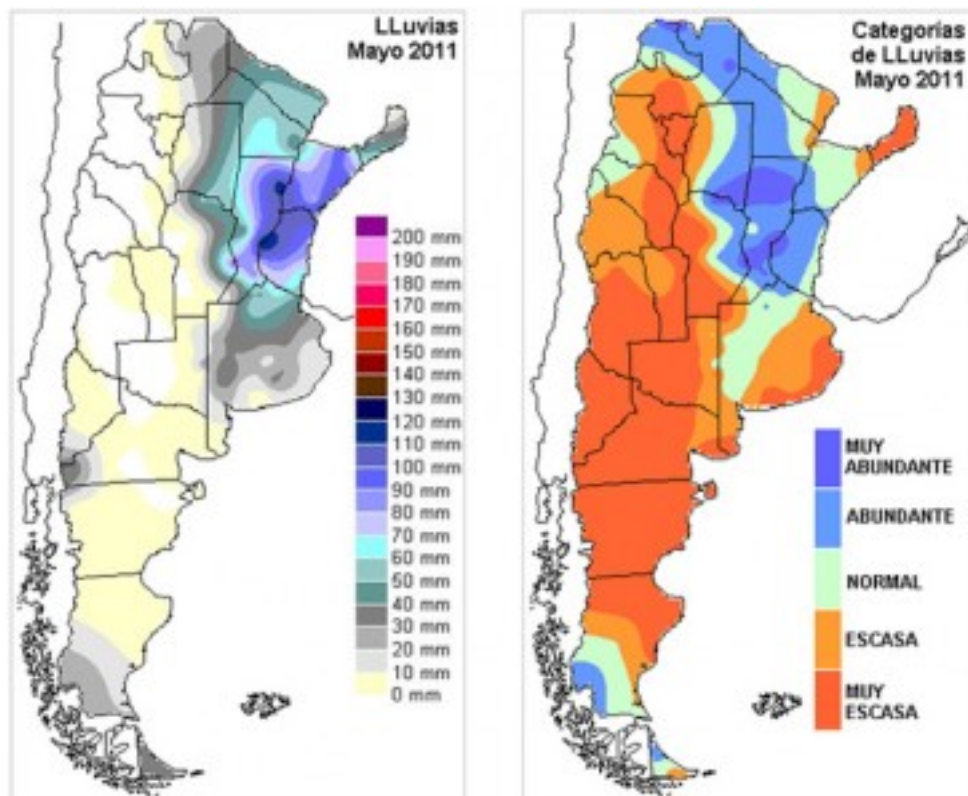 LLuvias
Mayo 2011
200 mm
190 mm
180 mm
170 mm
160 mm
150 mm
140 mm
130 mm
120 mm
110 mm
100 mm
90 mm
80 mm
70 mm
60 mm
50 mm
40 mm
30 mm
20 mm
10 mm
0 mm
Categorias
de LLuvias
Mayo 2011
MUY
ABUNDANTE
ABUNDANTE
NORMAL
ESCASA
MUY
ESCASA